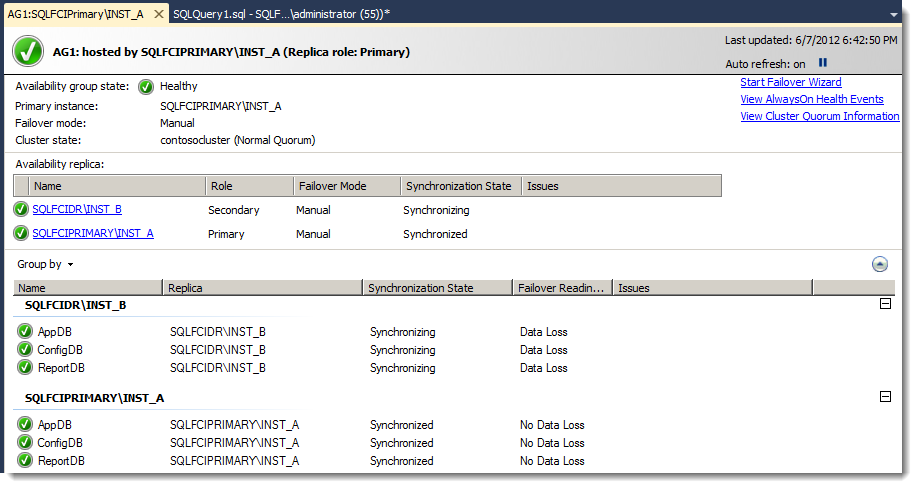 AG1:SQLFCIPrimary\INST_A SQLQuery1.sql - SQLF...\administrator (55))*
AG1: hosted by SQLFCIPRIMARY\INST_A (Replica role: Primary)
Last updated: 6/7/2012 6:42:50 PM
Auto refresh: on
Availability group state: Healthy
Primary instance: SQLFCIPRIMARY\INST_A
Failover mode: Manual
Cluster state: contosocluster (Normal Quorum)
Start Failover Wizard
View AlwaysOn Health Events
View Cluster Quorum Information
Availability replica:
Name Role Failover Mode Synchronization State Issues
SQLFCIDR\INST_B Secondary Manual Synchronizing
SQLFCIPRIMARY\INST_A Primary Manual Synchronized
Group by
Name Replica Synchronization State Failover Readin... Issues
SQLFCIDR\INST_B
AppDB SQLFCIDR\INST_B Synchronizing Data Loss
ConfigDB SQLFCIDR\INST_B Synchronizing Data Loss
ReportDB SQLFCIDR\INST_B Synchronizing Data Loss
SQLFCIPRIMARY\INST_A
AppDB SQLFCIPRIMARY\INST_A Synchronized No Data Loss
ConfigDB SQLFCIPRIMARY\INST_A Synchronized No Data Loss
ReportDB SQLFCIPRIMARY\INST_A Synchronized No Data Loss